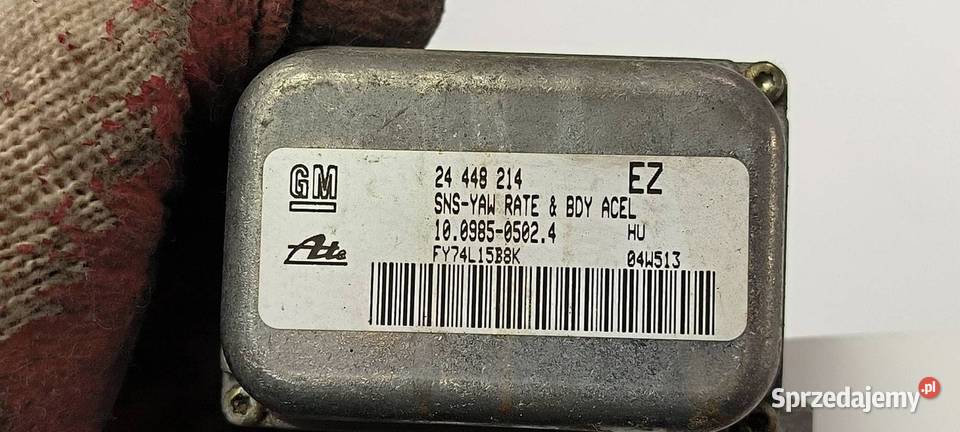 GM 24 448 214 EZ
SNS-YAW RATE & BDY ACEL
10.0985-0502.4 HU
Ate FY74L15B8K 04W513
Sprzedajemy.pl